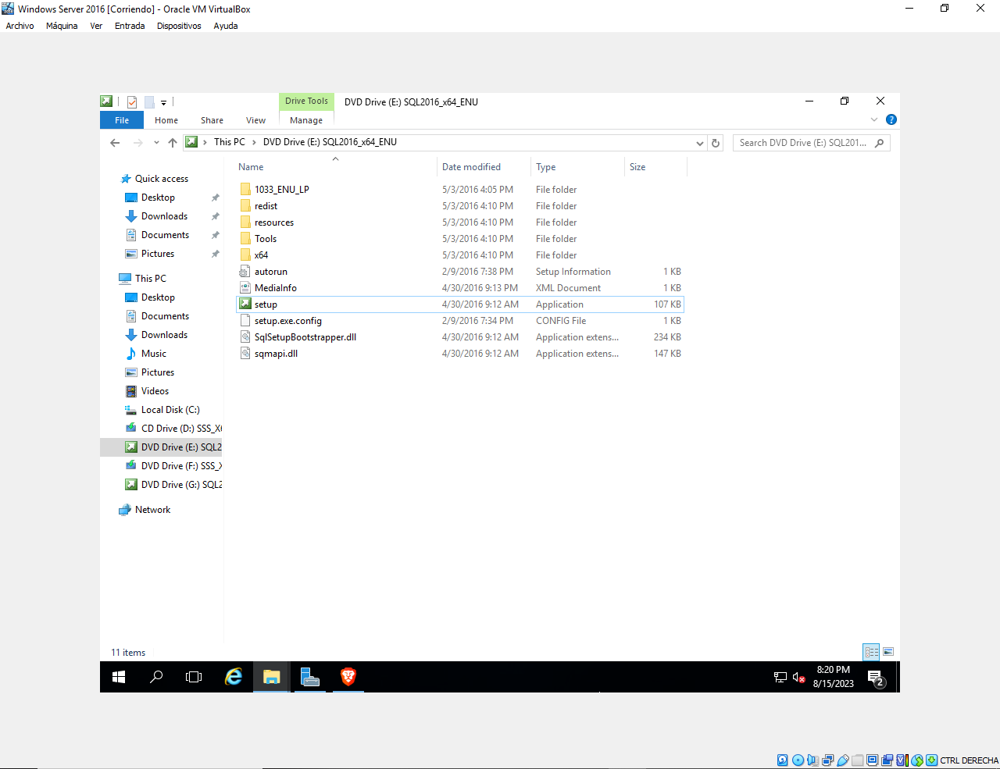 Windows Server 2016 [Corriendo] - Oracle VM VirtualBox
Archivo Máquina Ver Entrada Dispositivos Ayuda
Drive Tools DVD Drive (E:) SQL2016_x64_ENU
File Home Share View Manage
This PC > DVD Drive (E:) SQL2016_x64_ENU
Search DVD Drive (E:) SQL201...
Name Date modified Type Size
Quick access
Desktop
Downloads
Documents
Pictures
This PC
Desktop
Documents
Downloads
Music
Pictures
Videos
Local Disk (C:)
CD Drive (D:) SSS_X
DVD Drive (E:) SQL2
DVD Drive (F:) SSS_X
DVD Drive (G:) SQL2
Network
1033_ENU_LP 5/3/2016 4:05 PM File folder
redist 5/3/2016 4:10 PM File folder
resources 5/3/2016 4:10 PM File folder
Tools 5/3/2016 4:10 PM File folder
x64 5/3/2016 4:10 PM File folder
autorun 2/9/2016 7:38 PM Setup Information 1 KB
MediaInfo 4/30/2016 9:13 PM XML Document 1 KB
setup 4/30/2016 9:12 AM Application 107 KB
setup.exe.config 2/9/2016 7:34 PM CONFIG File 1 KB
SqlSetupBootstrapper.dll 4/30/2016 9:12 AM Application extens... 234 KB
sqmapi.dll 4/30/2016 9:12 AM Application extens... 147 KB
11 items
8:20 PM
8/15/2023
2
CTRL DERECHA